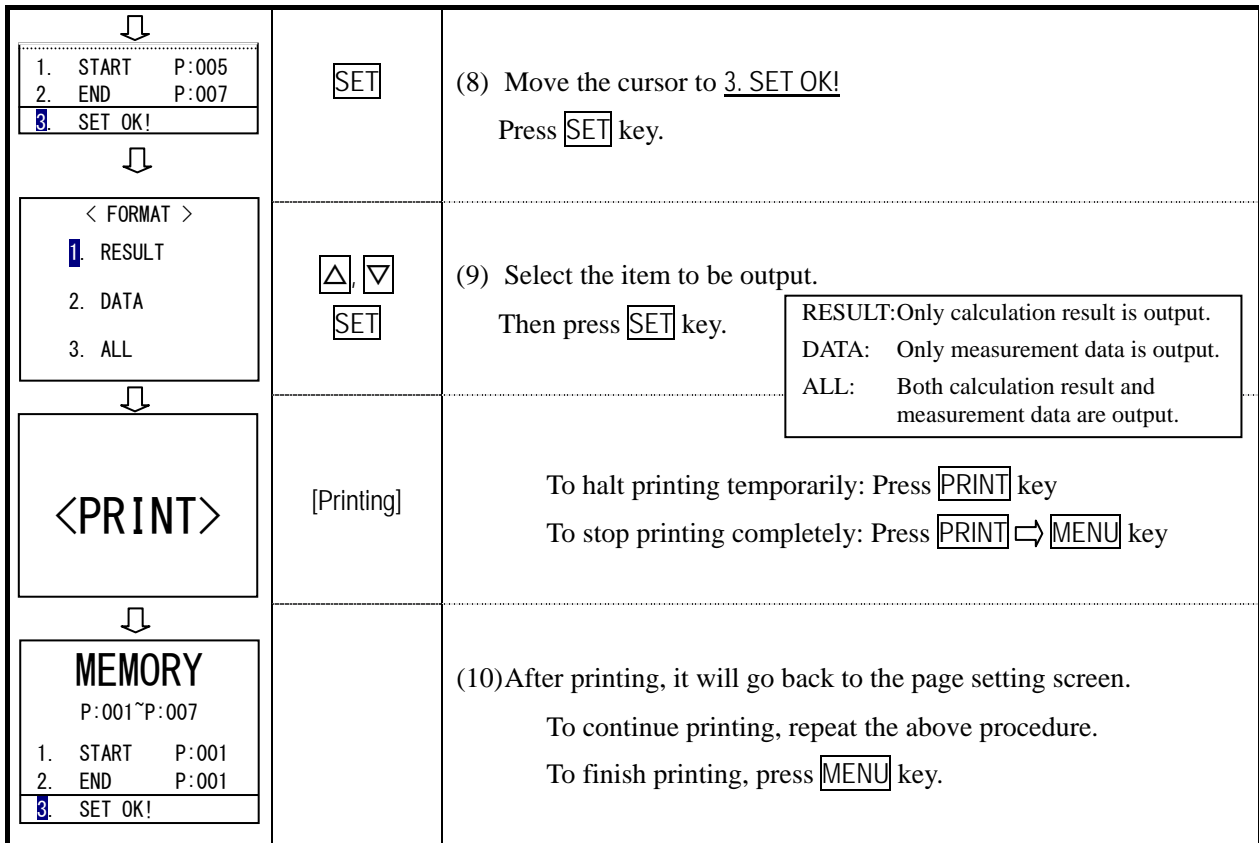 1. START P:005
2. END P:007
3. SET OK!
SET
(8) Move the cursor to 3. SET OK!
Press SET key.
< FORMAT >
1. RESULT
2. DATA
3. ALL
△, ▽
SET
(9) Select the item to be output.
Then press SET key.
RESULT:Only calculation result is output.
DATA: Only measurement data is output.
ALL: Both calculation result and
measurement data are output.
<PRINT>
[Printing]
To halt printing temporarily: Press PRINT key
To stop printing completely: Press PRINT ⇨ MENU key
MEMORY
P:001~P:007
1. START P:001
2. END P:001
3. SET OK!
(10)After printing, it will go back to the page setting screen.
To continue printing, repeat the above procedure.
To finish printing, press MENU key.